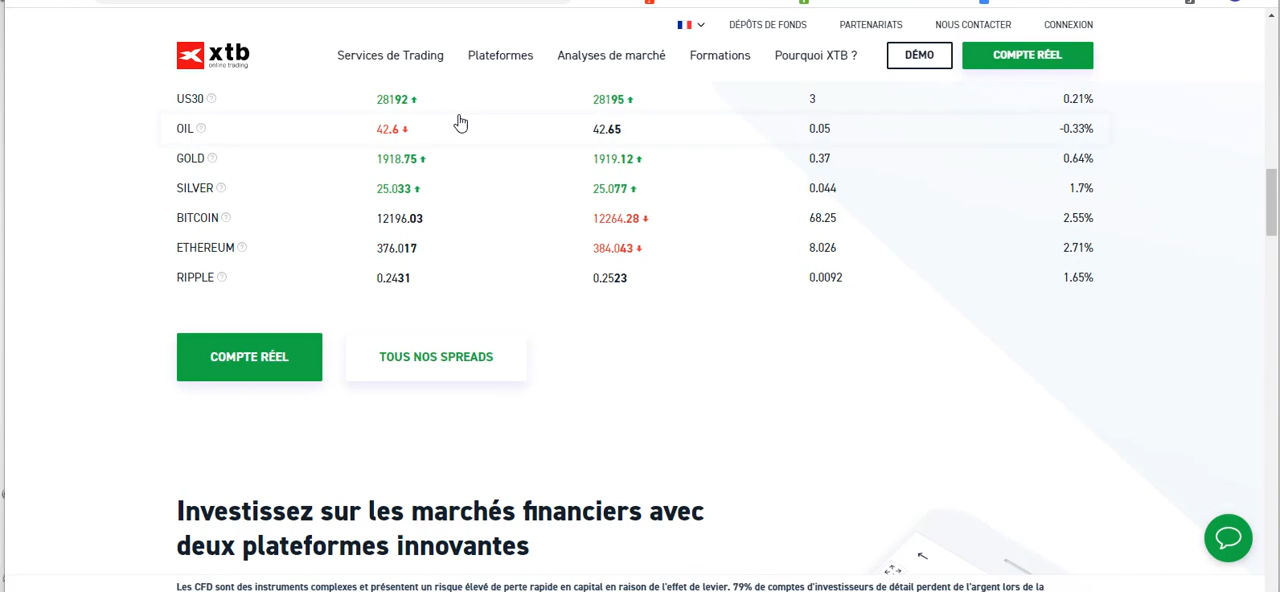 DÉPÔTS DE FONDS PARTENARIATS NOUS CONTACTER CONNEXION
xtb
online trading
Services de Trading Plateformes Analyses de marché Formations Pourquoi XTB ? DÉMO COMPTE RÉEL
US30 28192 28195 3 0.21%
OIL 42.6 42.65 0.05 -0.33%
GOLD 1918.75 1919.12 0.37 0.64%
SILVER 25.033 25.077 0.044 1.7%
BITCOIN 12196.03 12264.28 68.25 2.55%
ETHEREUM 376.017 384.043 8.026 2.71%
RIPPLE 0.2431 0.2523 0.0092 1.65%
COMPTE RÉEL TOUS NOS SPREADS
Investissez sur les marchés financiers avec
deux plateformes innovantes
Les CFD sont des instruments complexes et présentent un risque élevé de perte rapide en capital en raison de l'effet de levier. 79% de comptes d'investisseurs de détail perdent de l'argent lors de la